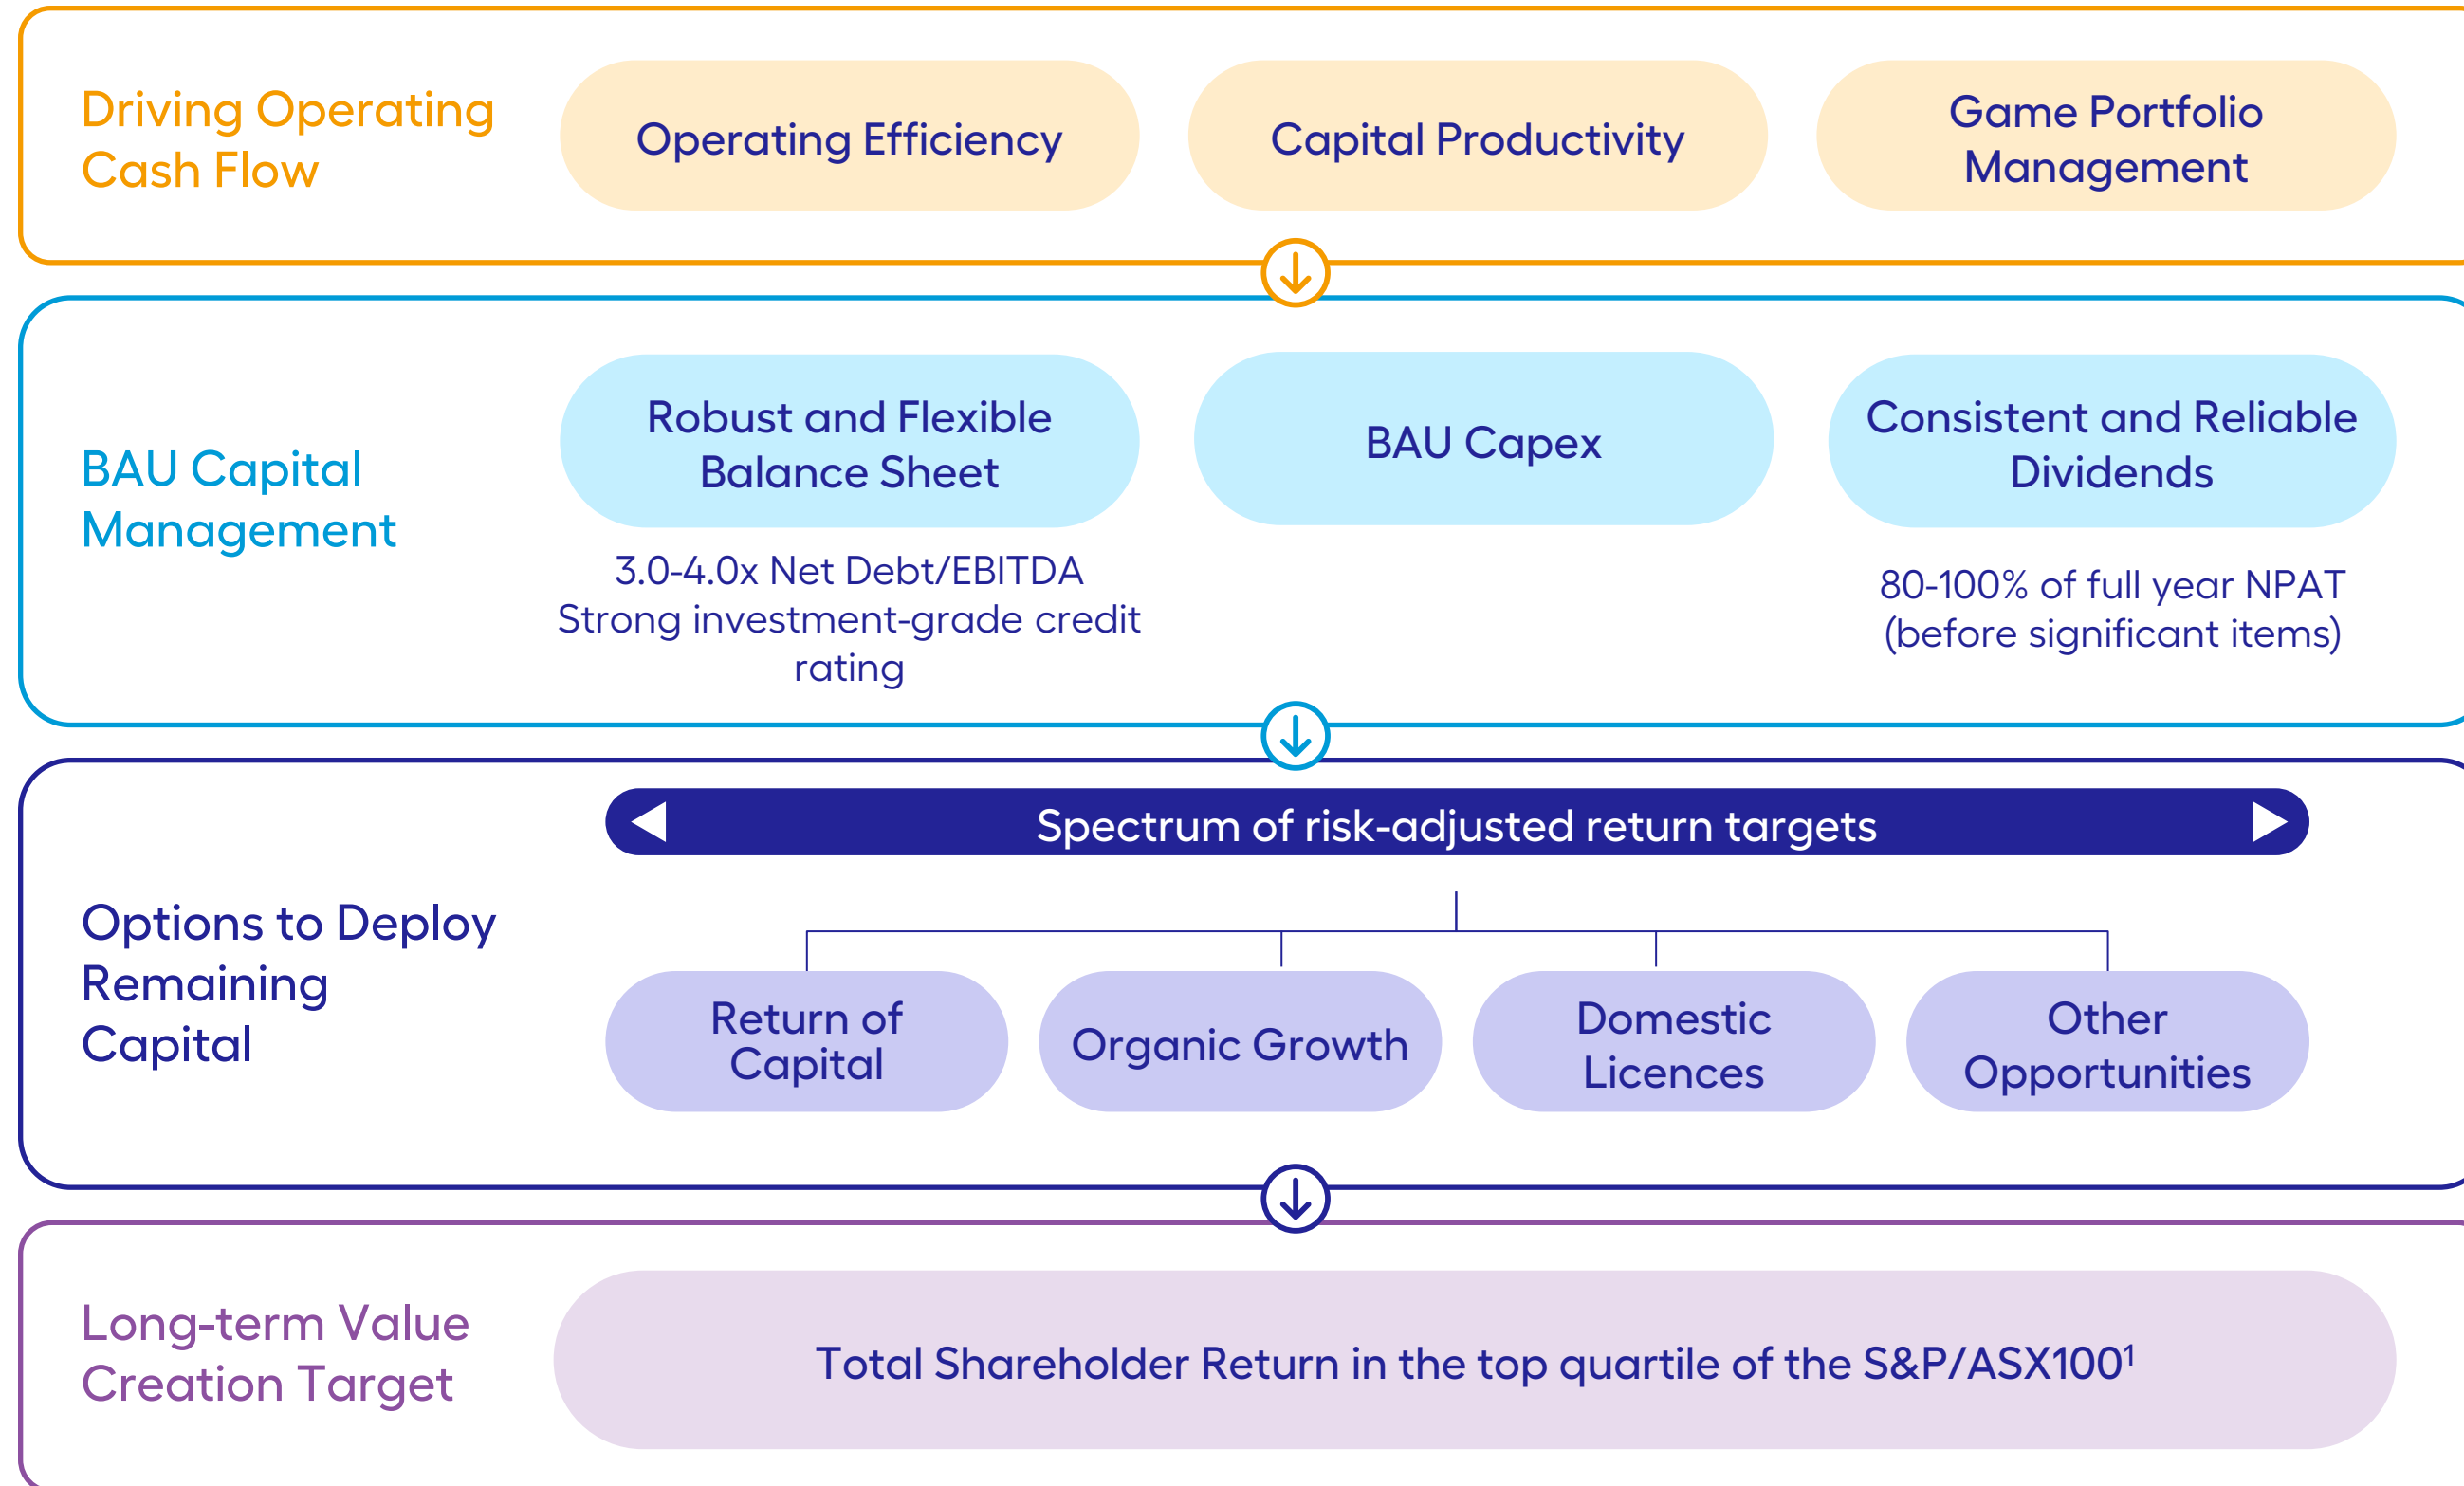 Driving Operating
Cash Flow
Operating Efficiency
Capital Productivity
Game Portfolio
Management
BAU Capital
Management
Robust and Flexible
Balance Sheet
3.0-4.0x Net Debt/EBITDA
Strong investment-grade credit
rating
BAU Capex
Consistent and Reliable
Dividends
80-100% of full year NPAT
(before significant items)
Options to Deploy
Remaining
Capital
Spectrum of risk-adjusted return targets
Return of
Capital
Organic Growth
Domestic
Licences
Other
Opportunities
Long-term Value
Creation Target
Total Shareholder Return in the top quartile of the S&P/ASX100¹